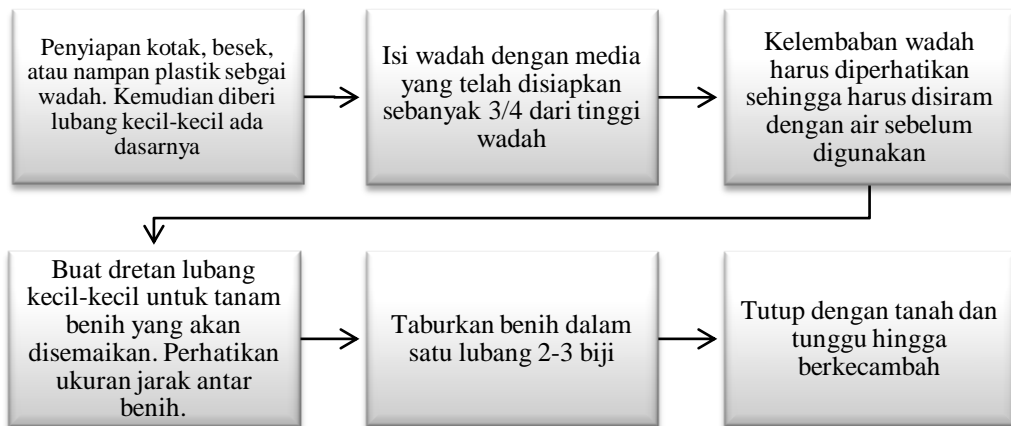 Penyiapan kotak, besek,
atau nampan plastik sebgai
wadah. Kemudian diberi
lubang kecil-kecil ada
dasarnya
Isi wadah dengan media
yang telah disiapkan
sebanyak 3/4 dari tinggi
wadah
Kelembaban wadah
harus diperhatikan
sehingga harus disiram
dengan air sebelum
digunakan
Buat dretan lubang
kecil-kecil untuk tanam
benih yang akan
disemaikan. Perhatikan
ukuran jarak antar
benih.
Taburkan benih dalam
satu lubang 2-3 biji
Tutup dengan tanah dan
tunggu hingga
berkecambah